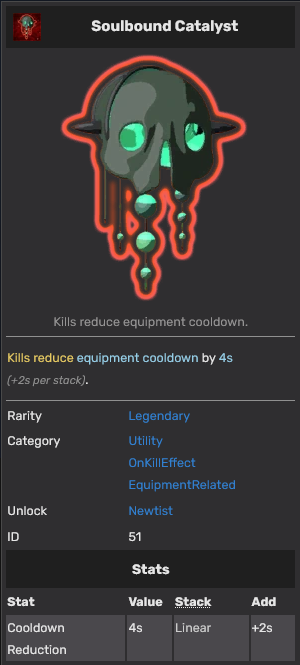 Soulbound Catalyst
Kills reduce equipment cooldown.
Kills reduce equipment cooldown by 4s
(+2s per stack).
Rarity Legendary
Category Utility
OnKillEffect
EquipmentRelated
Unlock Newtist
ID 51
Stats
Stat Value Stack Add
Cooldown 4s Linear +2s
Reduction